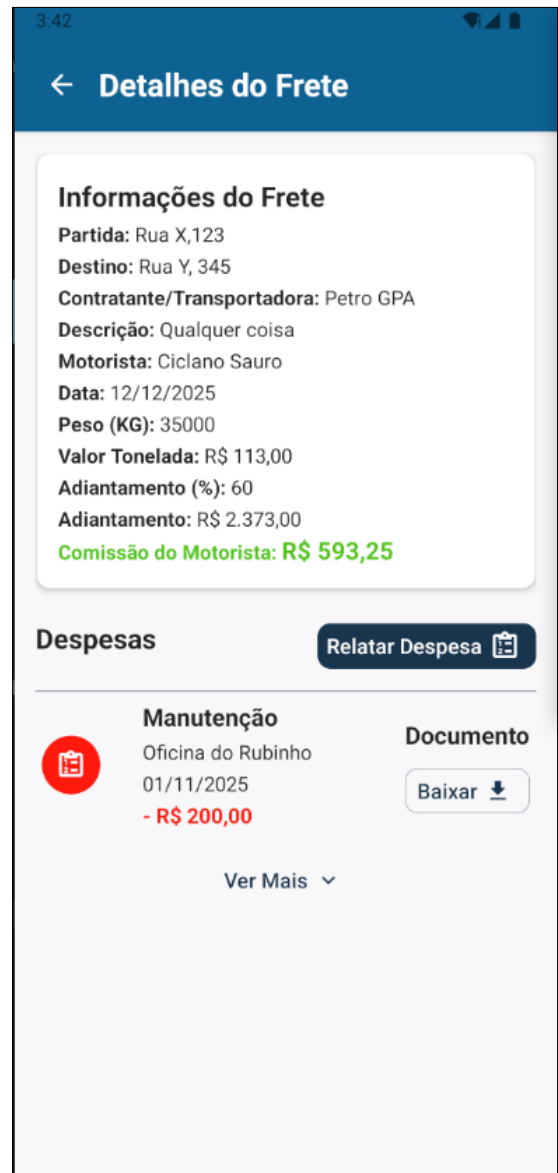 3:42
Detalhes do Frete
Informações do Frete
Partida: Rua X,123
Destino: Rua Y, 345
Contratante/Transportadora: Petro GPA
Descrição: Qualquer coisa
Motorista: Ciclano Sauro
Data: 12/12/2025
Peso (KG): 35000
Valor Tonelada: R$ 113,00
Adiantamento (%): 60
Adiantamento: R$ 2.373,00
Comissão do Motorista: R$ 593,25
Despesas
Relatar Despesa
Manutenção
Oficina do Rubinho
01/11/2025
- R$ 200,00
Documento
Baixar
Ver Mais